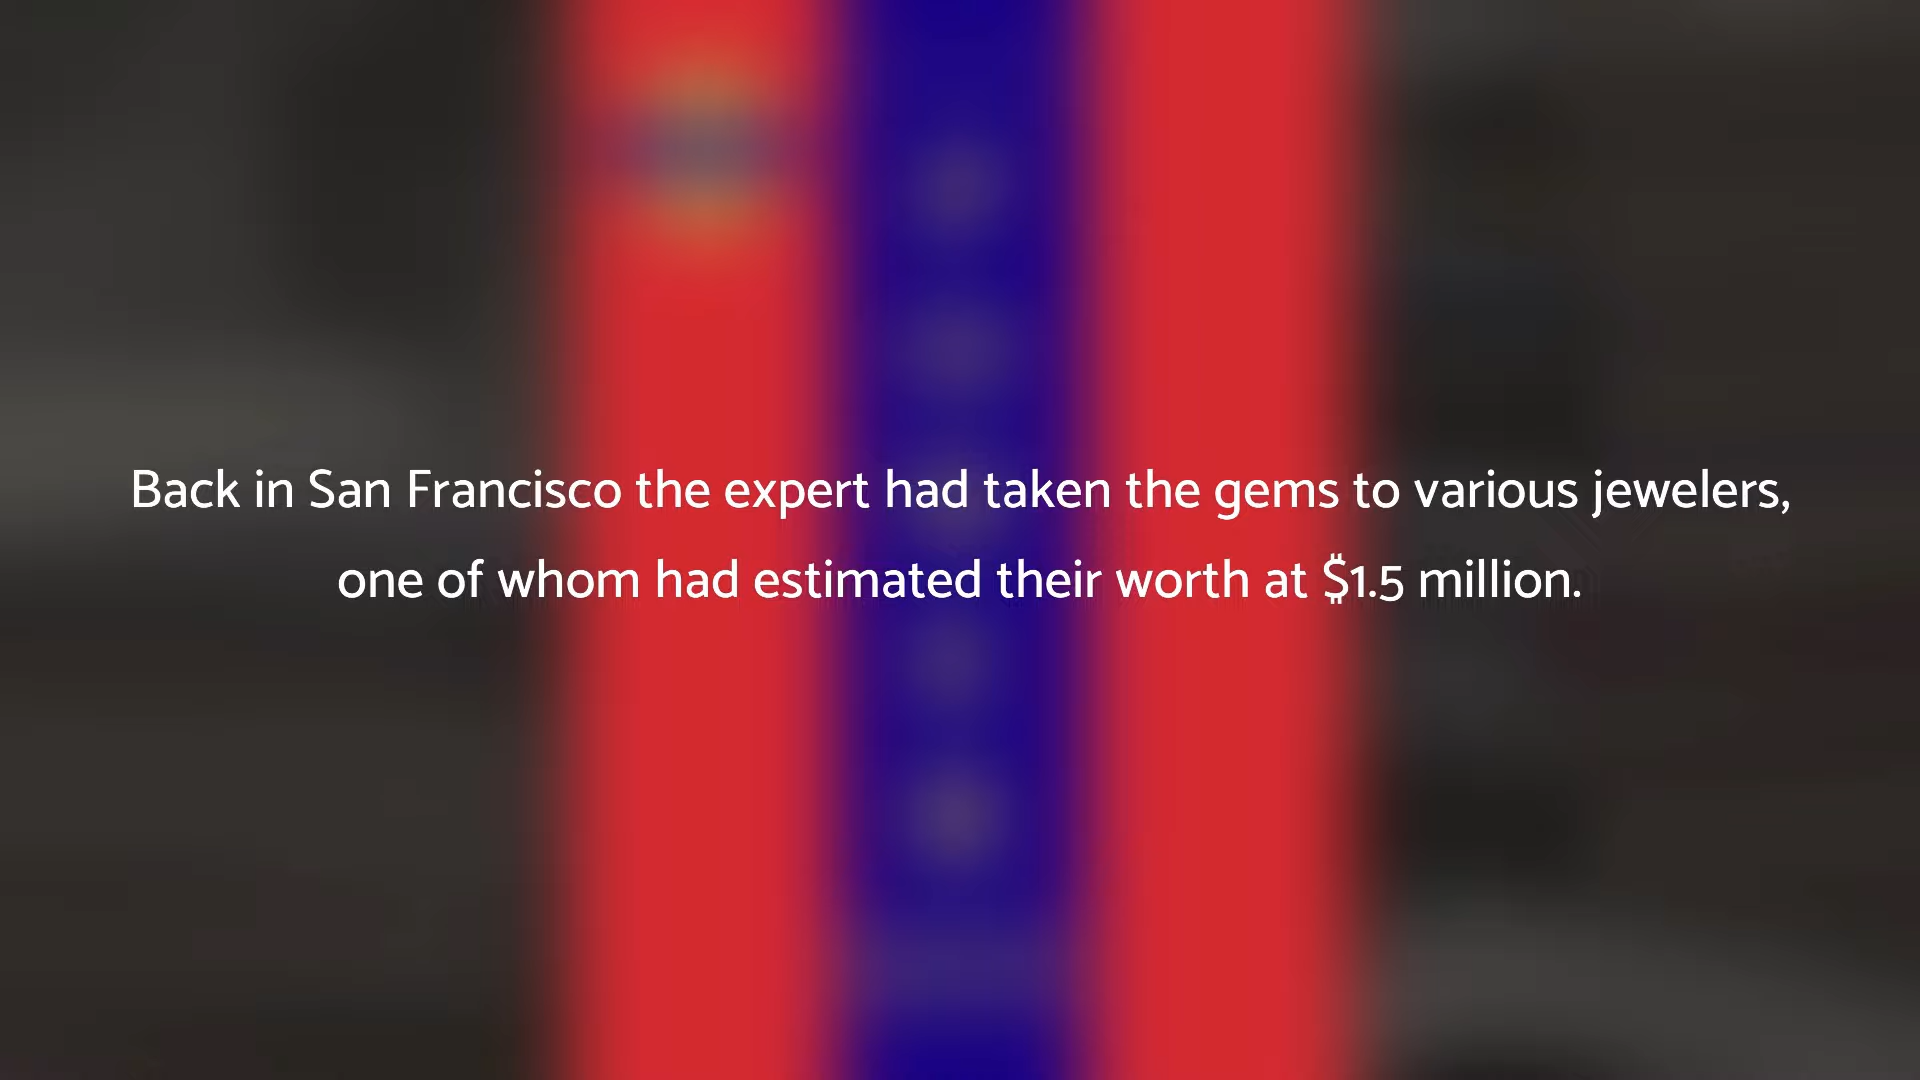 Back in San Francisco the expert had taken the gems to various jewelers,
one of whom had estimated their worth at $1.5 million.